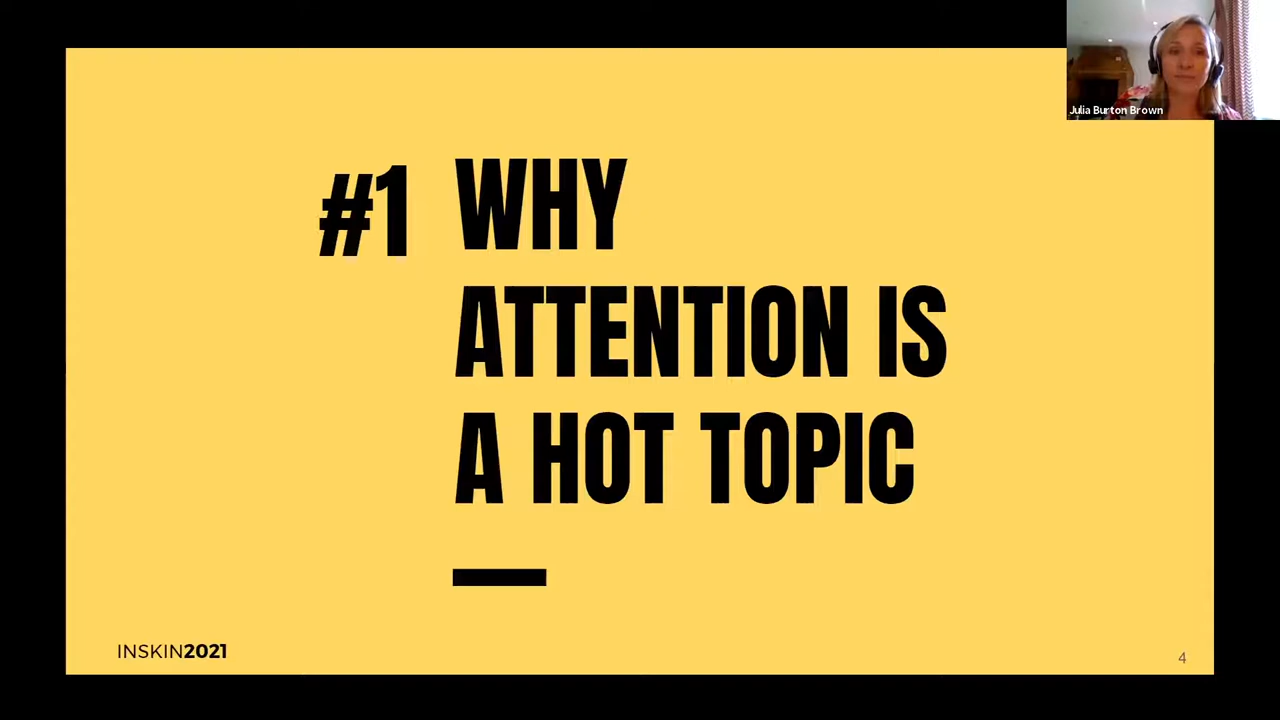 Julia Burton Brown
#1 WHY
ATTENTION IS
A HOT TOPIC
INSKIN2021
4